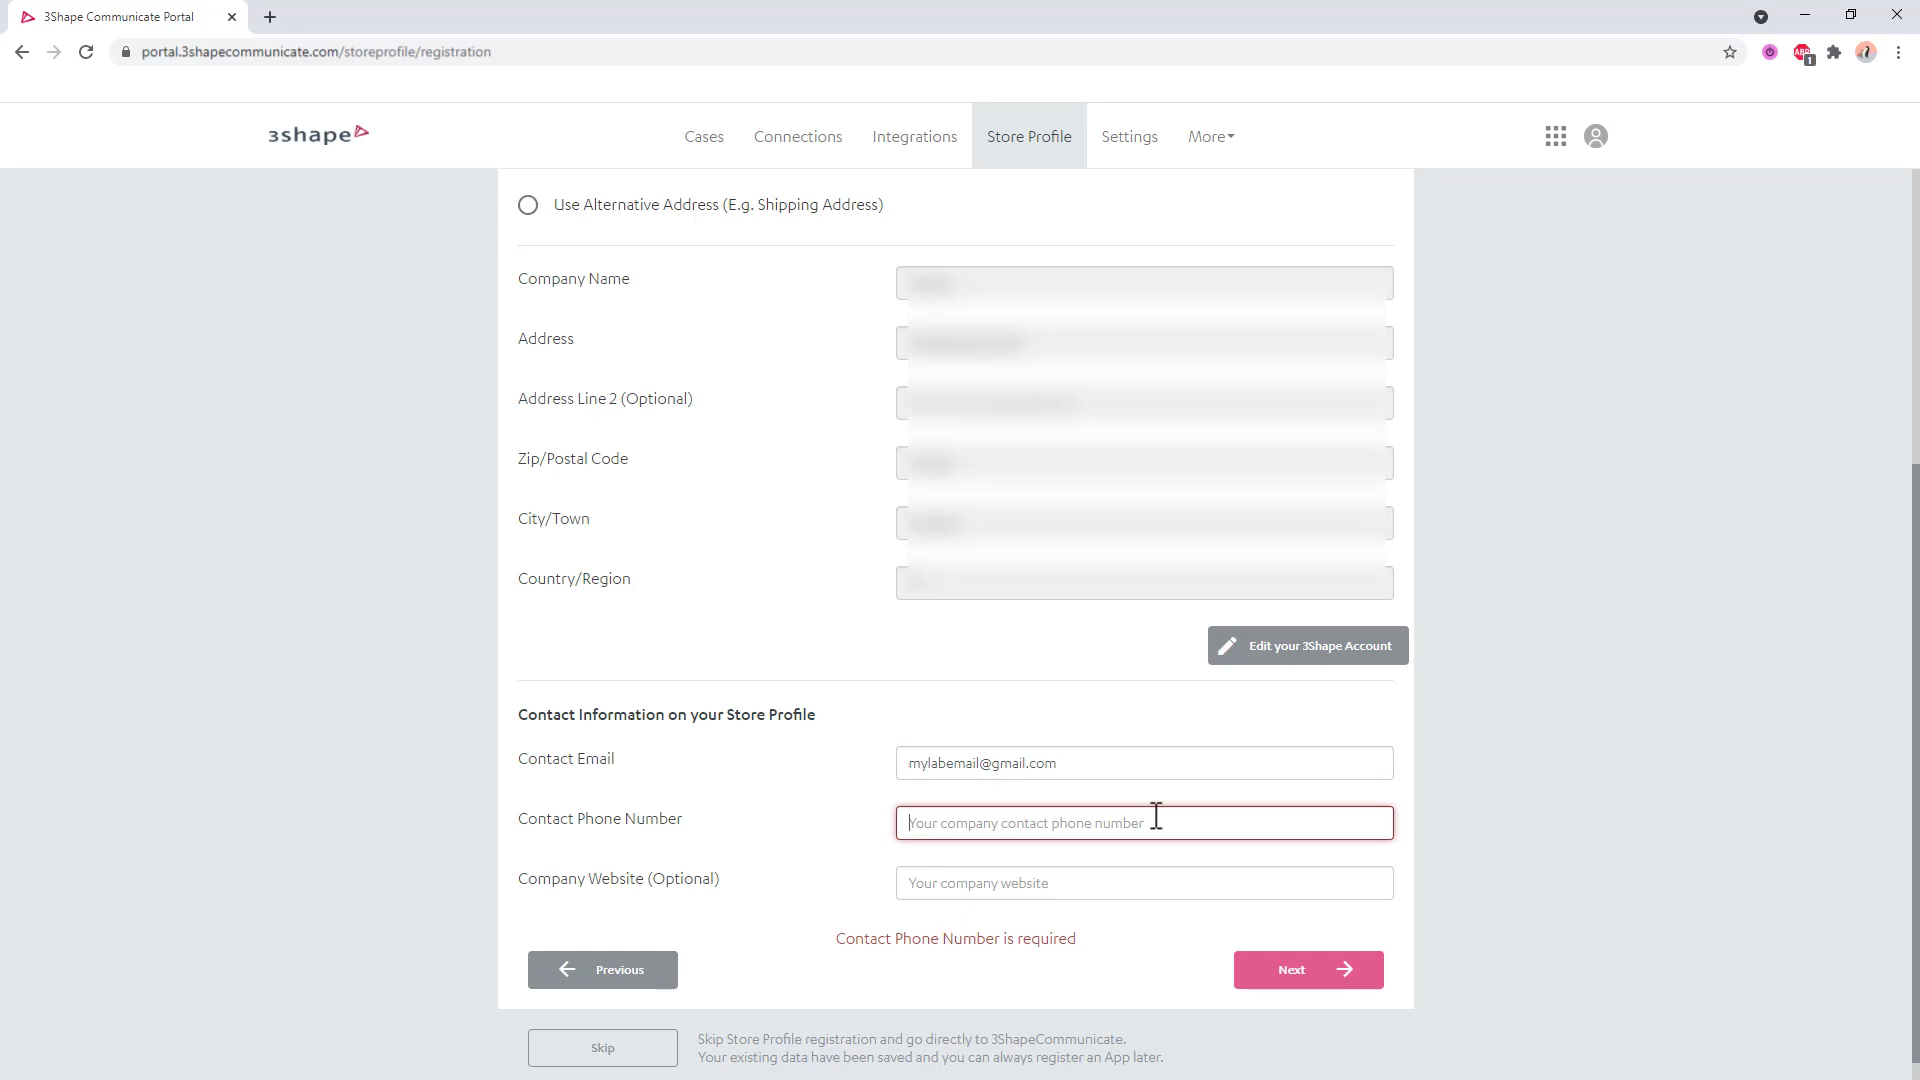 3Shape Communicate Portal
portal.3shapecommunicate.com/storeprofile/registration
ABP
1
3shape
Cases
Connections
Integrations
Store Profile
Settings
More
Use Alternative Address (E.g. Shipping Address)
Company Name
Address
Address Line 2 (Optional)
Zip/Postal Code
City/Town
Country/Region
Edit your 3Shape Account
Contact Information on your Store Profile
Contact Email
mylabemail@gmail.com
Contact Phone Number
Your company contact phone number
Company Website (Optional)
Your company website
Contact Phone Number is required
Previous
Next
Skip
Skip Store Profile registration and go directly to 3ShapeCommunicate.
Your existing data have been saved and you can always register an App later.